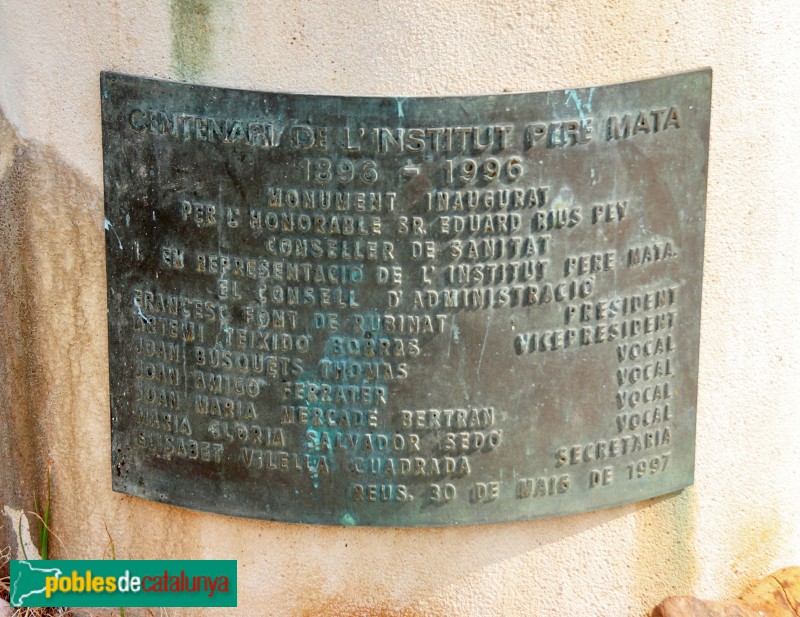 CENTENARI DE L'INSTITUT PERE MATA
1896 - 1996
MONUMENT INAUGURAT
PER L'HONORABLE SR. EDUARD RIUS PEY
CONSELLER DE SANITAT
I EN REPRESENTACIÓ DE L'INSTITUT PERE MATA.
EL CONSELL D'ADMINISTRACIÓ
FRANCESC FONT DE RUBINAT PRESIDENT
ARTEMI TEIXIDÓ BORRÀS VICEPRESIDENT
JOAN BUSQUETS THOMAS VOCAL
JOAN AMIGÓ FERRATER VOCAL
JOAN MARIA MERCADÉ BERTRAN VOCAL
MARIA GLÒRIA SALVADOR SEDÓ VOCAL
ELISABET VILELLA CUADRADA SECRETÀRIA
REUS, 30 DE MAIG DE 1997
poblesdecatalunya